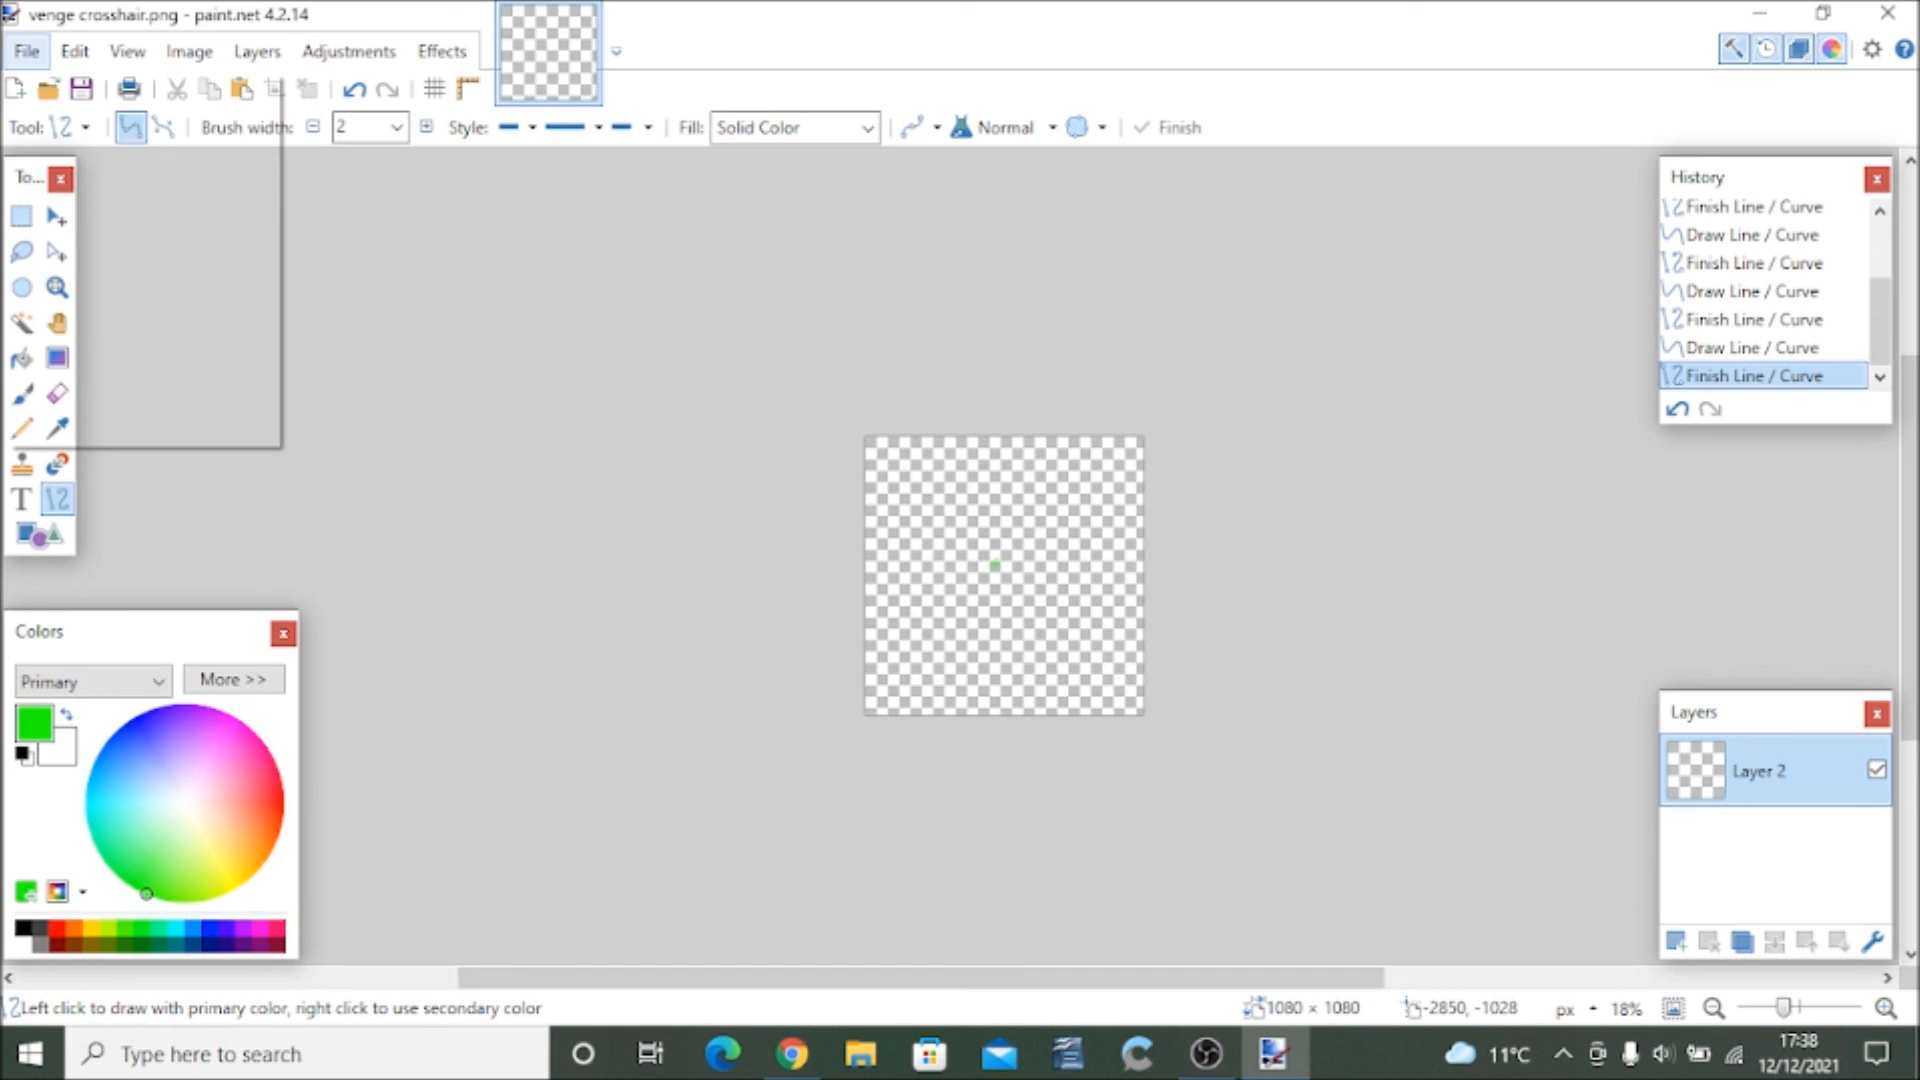 venge crosshair.png - paint.net 4.2.14
File Edit View Image Layers Adjustments Effects
Tool: Brush width: 2 Style: Fill: Solid Color Normal Finish
To...
History
Finish Line / Curve
Draw Line / Curve
Finish Line / Curve
Draw Line / Curve
Finish Line / Curve
Draw Line / Curve
Finish Line / Curve
T
Colors
Primary
More >>
Layers
Layer 2
Left click to draw with primary color, right click to use secondary color
1080 × 1080
-2850, -1028
px
18%
Type here to search
11°C
17:38
12/12/2021